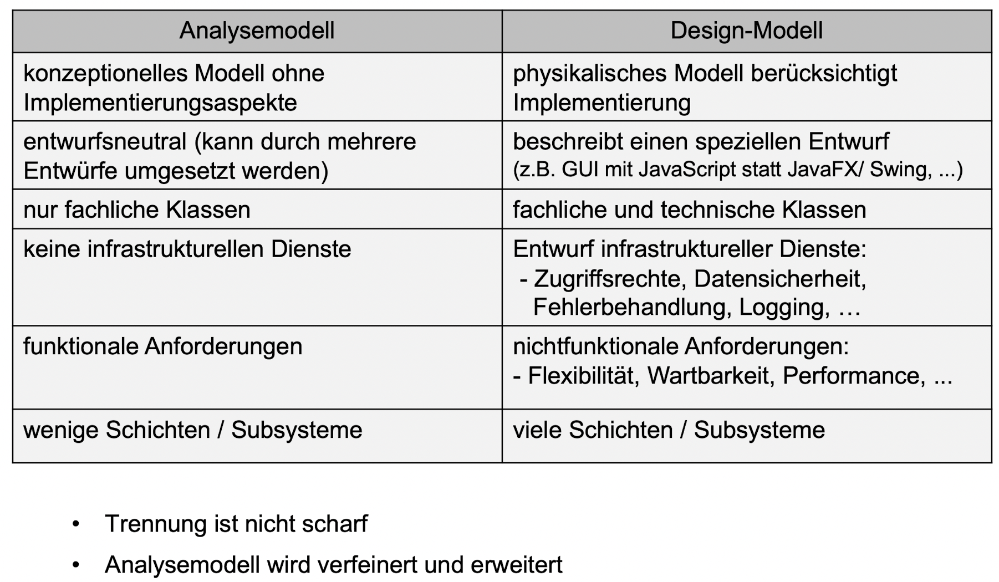 Analysemodell
Design-Modell
konzeptionelles Modell ohne
Implementierungsaspekte
physikalisches Modell berücksichtigt
Implementierung
entwurfsneutral (kann durch mehrere
Entwürfe umgesetzt werden)
beschreibt einen speziellen Entwurf
(z.B. GUI mit JavaScript statt JavaFX/ Swing, ...)
nur fachliche Klassen
fachliche und technische Klassen
keine infrastrukturellen Dienste
Entwurf infrastruktureller Dienste:
- Zugriffsrechte, Datensicherheit,
Fehlerbehandlung, Logging, …
funktionale Anforderungen
nichtfunktionale Anforderungen:
- Flexibilität, Wartbarkeit, Performance, ...
wenige Schichten / Subsysteme
viele Schichten / Subsysteme
• Trennung ist nicht scharf
• Analysemodell wird verfeinert und erweitert